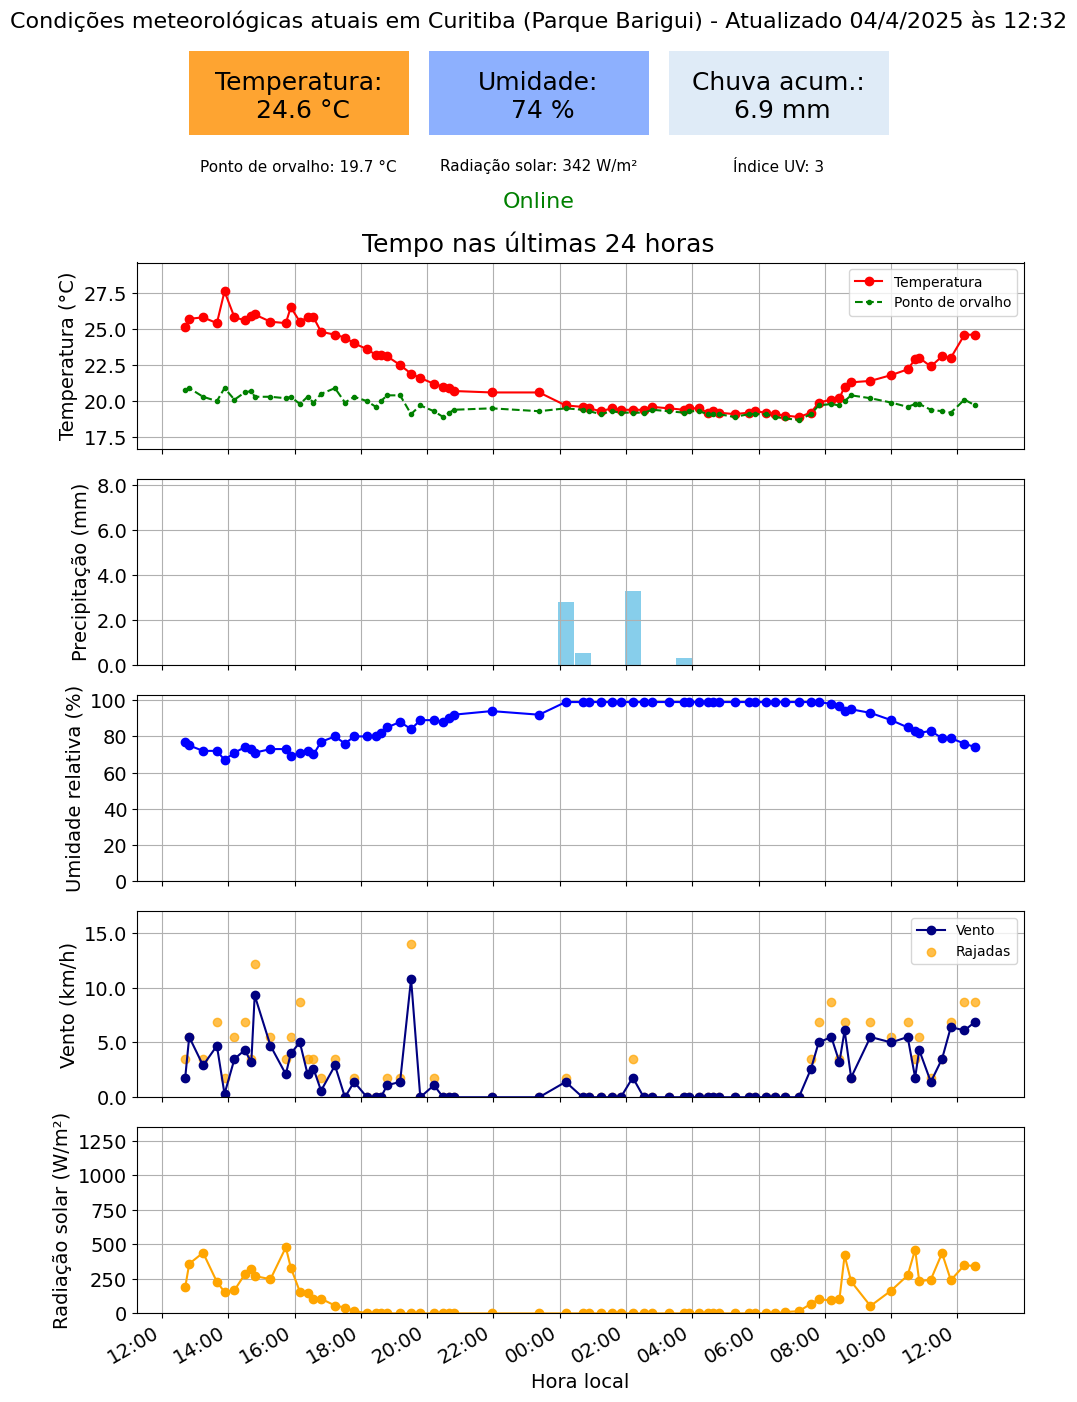 Condições meteorológicas atuais em Curitiba (Parque Barigui) - Atualizado 04/4/2025 às 12:32
Temperatura:
24.6 °C
Umidade:
74 %
Chuva acum.:
6.9 mm
Ponto de orvalho: 19.7 °C
Radiação solar: 342 W/m²
Índice UV: 3
Online
Tempo nas últimas 24 horas
Temperatura (°C)
27.5
25.0
22.5
20.0
17.5
Temperatura
Ponto de orvalho
Precipitação (mm)
8.0
6.0
4.0
2.0
0.0
Umidade relativa (%)
100
80
60
40
20
0
Vento (km/h)
15.0
10.0
5.0
0.0
Vento
Rajadas
Radiação solar (W/m²)
1250
1000
750
500
250
0
12:00
14:00
16:00
18:00
20:00
22:00
00:00
02:00
04:00
06:00
08:00
10:00
12:00
Hora local